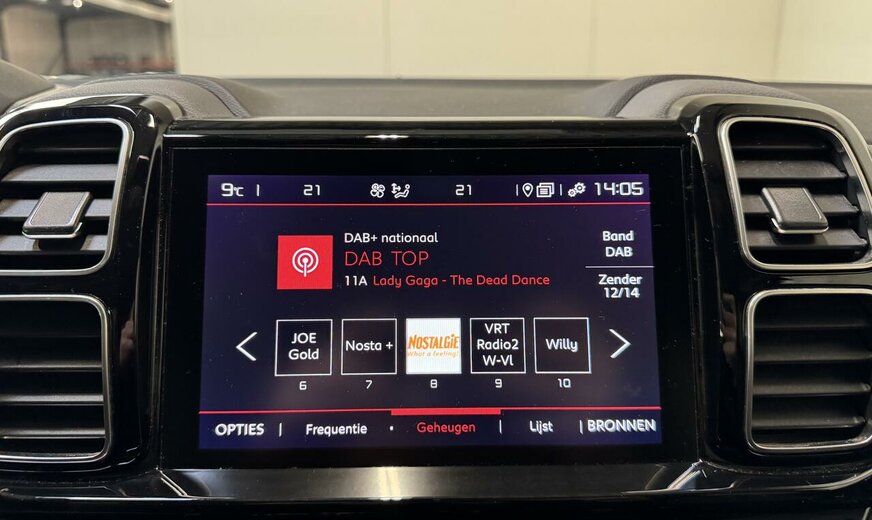 9°C 21 21 14:05
DAB+ nationaal
DAB TOP
11A Lady Gaga - The Dead Dance
Band
DAB
Zender
12/14
JOE
Gold
6
Nosta +
7
NOSTALGIE
What a feeling!
8
VRT
Radio2
W-Vl
9
Willy
10
OPTIES | Frequentie • Geheugen – Lijst | BRONNEN